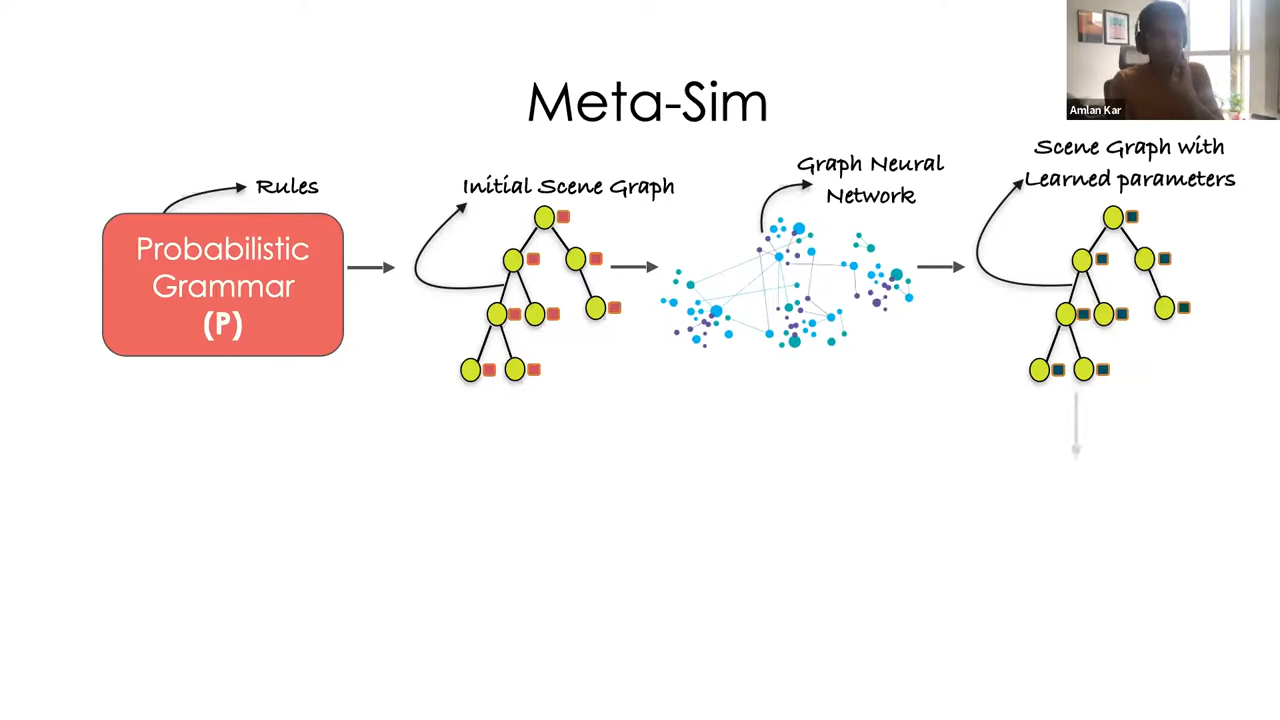 Amlan Kar
Meta-Sim
Rules
Probabilistic
Grammar
(P)
Initial Scene Graph
Graph Neural
Network
Scene Graph with
Learned parameters